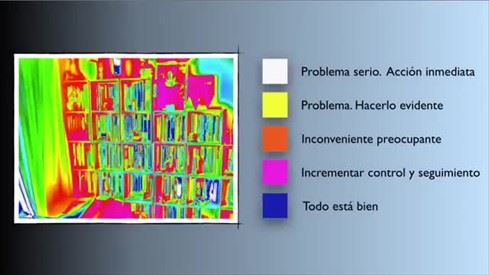 Problema serio. Acción inmediata
Problema. Hacerlo evidente
Inconveniente preocupante
Incrementar control y seguimiento
Todo está bien